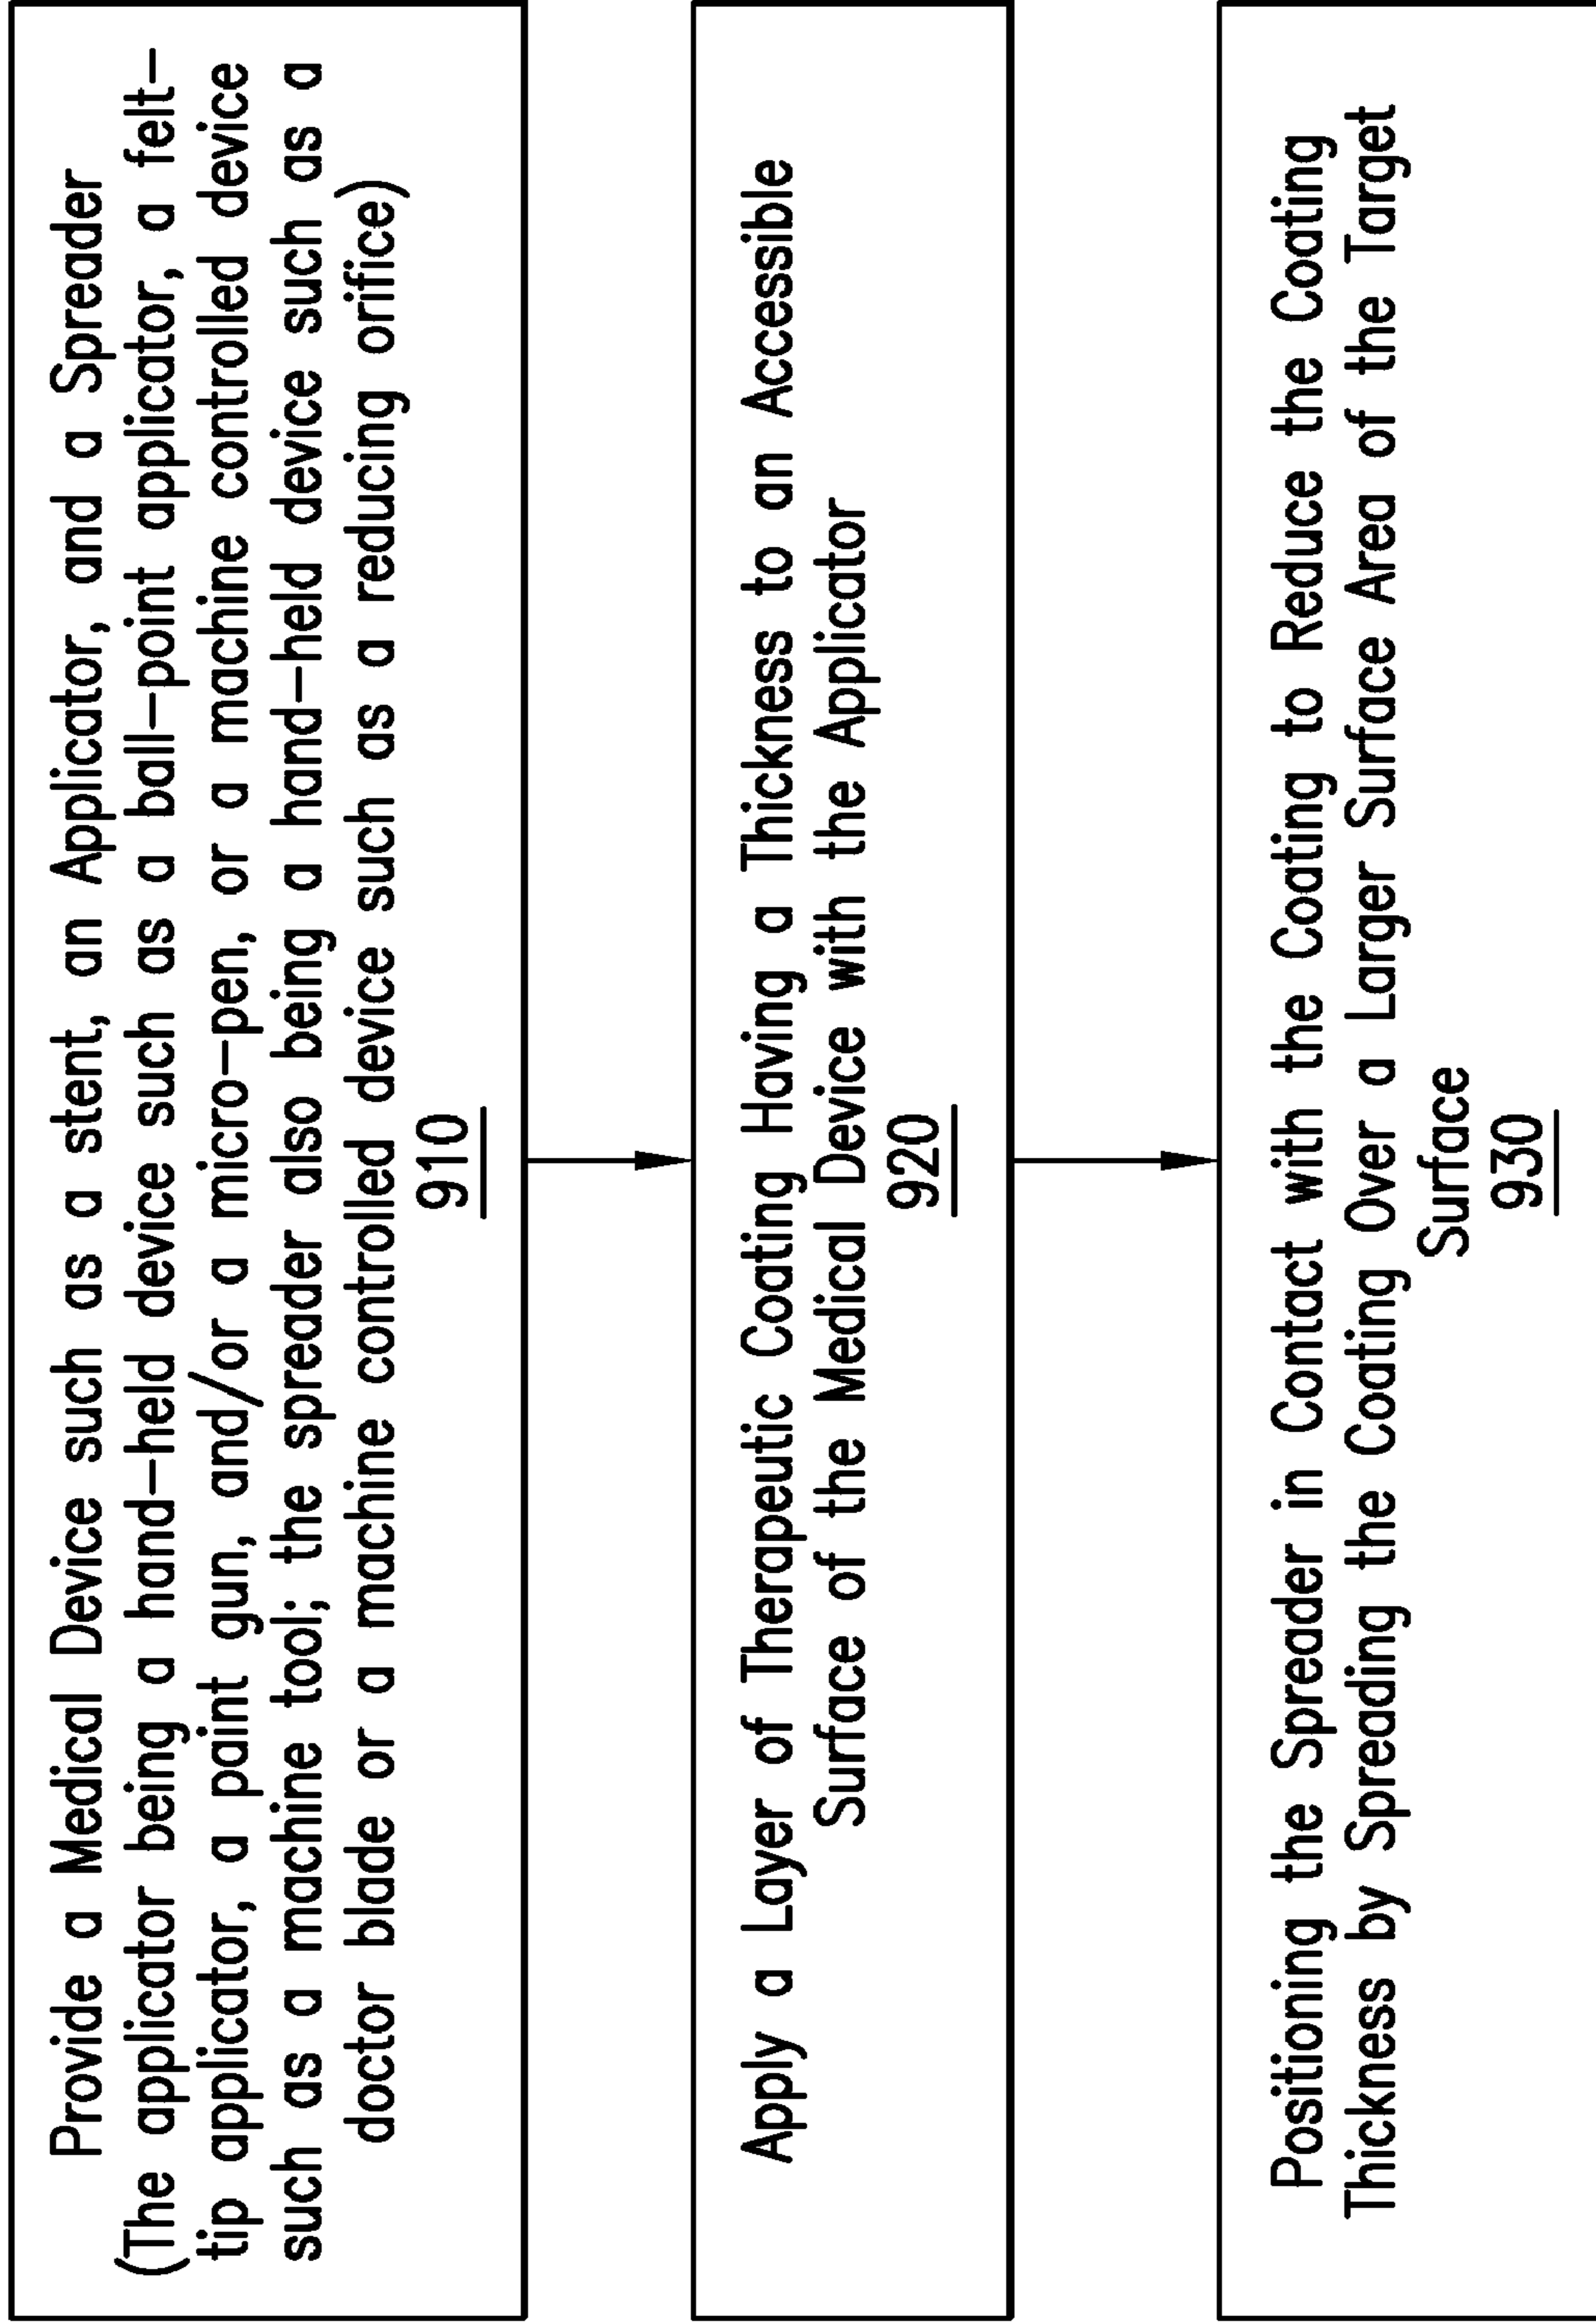 Provide a Medical Device such as a stent, an Applicator, and a Spreader
(The applicator being a hand-held device such as a ball-point applicator, a felt-
tip applicator, a paint gun, and/or a micro-pen, or a machine controlled device
such as a machine tool; the spreader also being a hand-held device such as a
doctor blade or a machine controlled device such as a reducing orifice)
910
Apply a Layer of Therapeutic Coating Having a Thickness to an Accessible
Surface of the Medical Device with the Applicator
920
Positioning the Spreader in Contact with the Coating to Reduce the Coating
Thickness by Spreading the Coating Over a Larger Surface Area of the Target
Surface
930